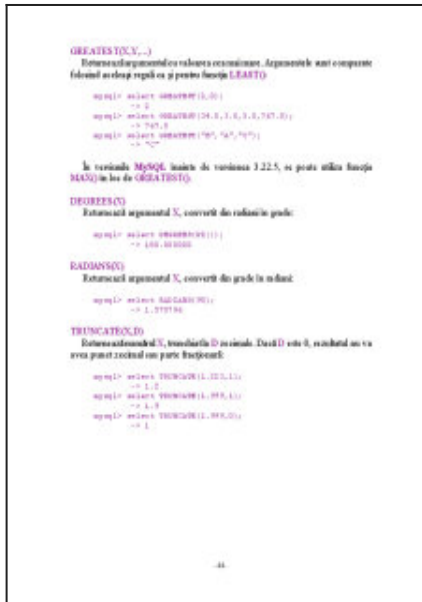 GREATEST(X,Y,...)
Returnează argumentul cu valoarea cea mai mare. Argumentele sunt comparate
folosind aceleași reguli ca și pentru funcția LEAST()
mysql> select GREATEST(2,0);
-> 2
mysql> select GREATEST(34.0,3.0,5.0,767.0);
-> 767.0
mysql> select GREATEST("B","A","C");
-> "C"
În versiunile MySQL înainte de versiunea 3.22.5, se poate utiliza funcția
MAX() în loc de GREATEST().
DEGREES(X)
Returnează argumentul X, convertit din radiani în grade:
mysql> select DEGREES(PI());
-> 180.000000
RADIANS(X)
Returnează argumentul X, convertit din grade în radiani:
mysql> select RADIANS(90);
-> 1.570796
TRUNCATE(X,D)
Returnează numărul X, trunchiat la D zecimale. Dacă D este 0, rezultatul nu va
avea punct zecimal sau parte fracționară:
mysql> select TRUNCATE(1.223,1);
-> 1.2
mysql> select TRUNCATE(1.999,1);
-> 1.9
mysql> select TRUNCATE(1.999,0);
-> 1